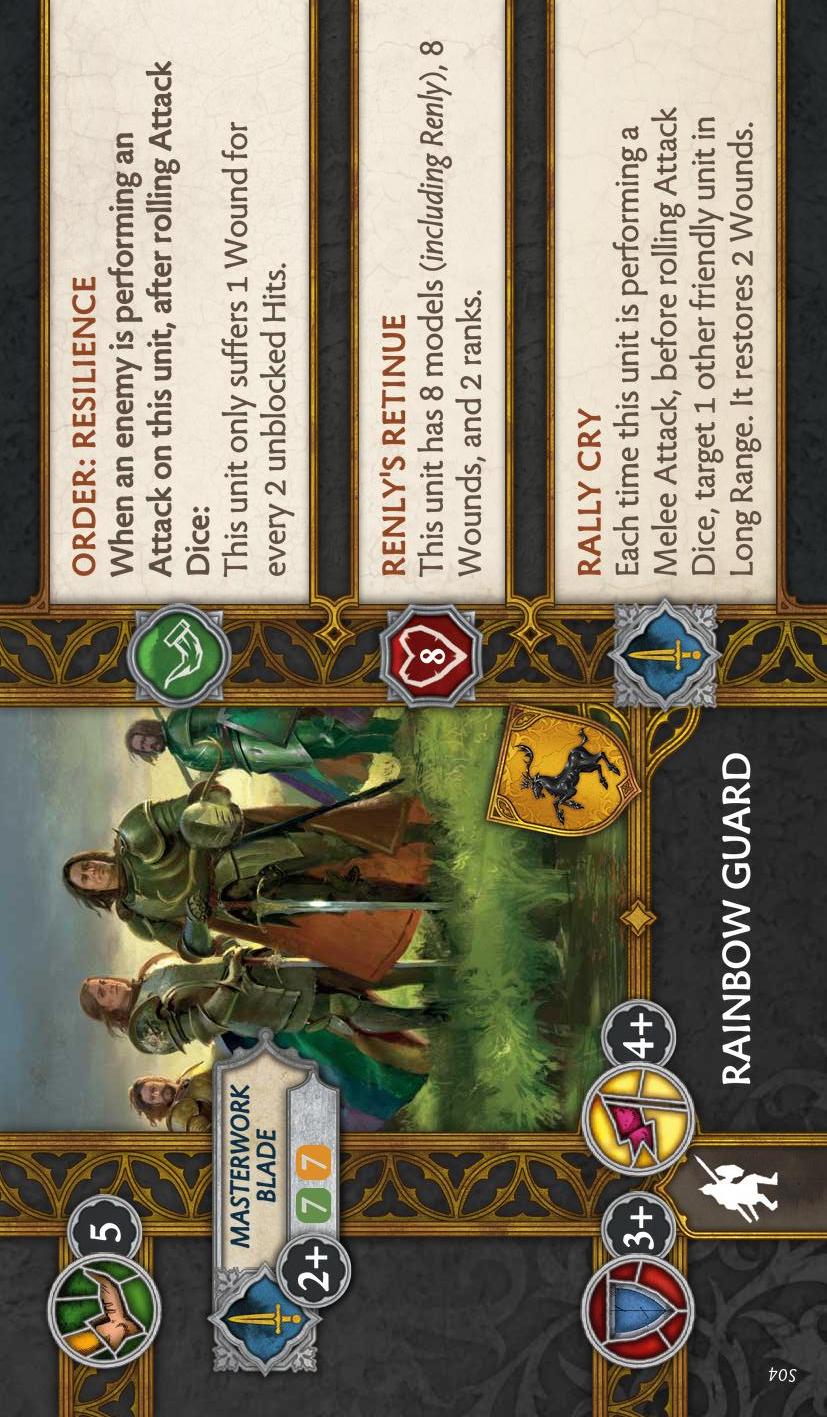 5
MASTERWORK
BLADE
2+
7 7
3+
4+
RAINBOW GUARD
S04
ORDER: RESILIENCE
When an enemy is performing an
Attack on this unit, after rolling Attack
Dice:
This unit only suffers 1 Wound for
every 2 unblocked Hits.
8
RENLY'S RETINUE
This unit has 8 models (including Renly), 8
Wounds, and 2 ranks.
RALLY CRY
Each time this unit is performing a
Melee Attack, before rolling Attack
Dice, target 1 other friendly unit in
Long Range. It restores 2 Wounds.